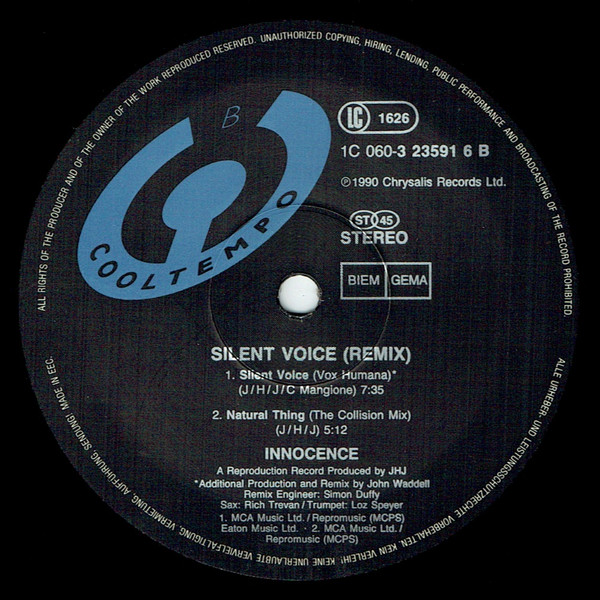 ALL RIGHTS OF THE PRODUCER AND OF THE OWNER OF THE WORK REPRODUCED RESERVED. UNAUTHORIZED COPYING, HIRING, LENDING, PUBLIC PERFORMANCE AND BROADCASTING OF THE RECORD PROHIBITED.
B
COOLTEMPO
LC 1626
1C 060-3 23591 6 B
℗1990 Chrysalis Records Ltd.
ST 45
STEREO
BIEM GEMA
SILENT VOICE (REMIX)
1. Silent Voice (Vox Humana)*
(J/H/J/C Mangione) 7:35
2. Natural Thing (The Collision Mix)
(J/H/J) 5:12
INNOCENCE
A Reproduction Record Produced by JHJ
*Additional Production and Remix by John Waddell
Remix Engineer: Simon Duffy
Sax: Rich Trevan/Trumpet: Loz Speyer
1. MCA Music Ltd./Repromusic (MCPS)
Eaton Music Ltd. · 2. MCA Music Ltd./
Repromusic (MCPS)
ALLE URHEBER- UND LEISTUNGSSCHUTZRECHTE VORBEHALTEN. KEIN VERLEIH! KEINE UNERLAUBTE VERVIELFÄLTIGUNG, VERMIETUNG, AUFFÜHRUNG, SENDUNG! MADE IN EEC.